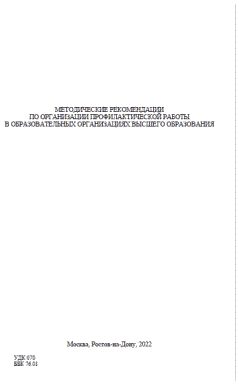 МЕТОДИЧЕСКИЕ РЕКОМЕНДАЦИИ
ПО ОРГАНИЗАЦИИ ПРОФИЛАКТИЧЕСКОЙ РАБОТЫ
В ОБРАЗОВАТЕЛЬНЫХ ОРГАНИЗАЦИЯХ ВЫСШЕГО ОБРАЗОВАНИЯ
Москва, Ростов-на-Дону, 2022
УДК 070
ББК 76.01